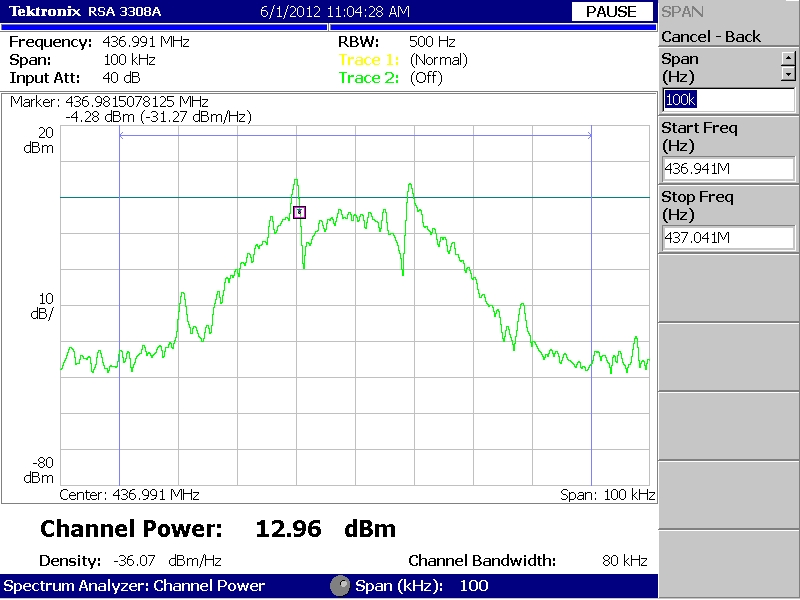 Tektronix RSA 3308A 6/1/2012 11:04:28 AM PAUSE
Frequency: 436.991 MHz
Span: 100 kHz
Input Att: 40 dB
RBW: 500 Hz
Trace 1: (Normal)
Trace 2: (Off)
Marker: 436.9815078125 MHz
-4.28 dBm (-31.27 dBm/Hz)
20
dBm
10
dB/
-80
dBm
Center: 436.991 MHz Span: 100 kHz
Channel Power: 12.96 dBm
Density: -36.07 dBm/Hz Channel Bandwidth: 80 kHz
Spectrum Analyzer: Channel Power Span (kHz): 100
SPAN
Cancel - Back
Span
(Hz)
100k
Start Freq
(Hz)
436.941M
Stop Freq
(Hz)
437.041M